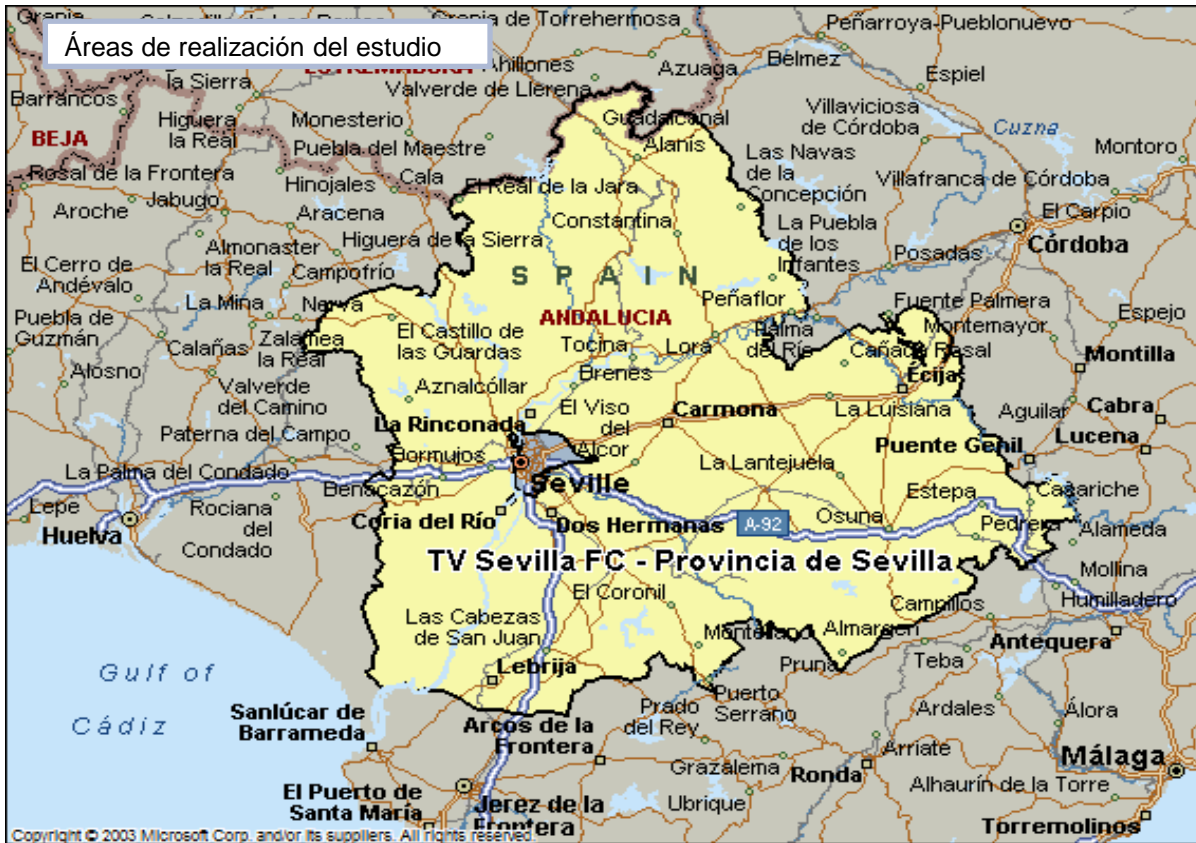 Áreas de realización del estudio
Granja de Torrehermosa
Peñarroya-Pueblonuevo
Ahillones
Azuaga
Bélmez
Espiel
la Sierra
Valverde de Llerena
Barrancos
Higuera
la Real
Monesterio
Guadalcanal
Villaviciosa
de Córdoba
Cuzna
BEJA
Puebla del Maestre
Alanís
Montoro
Las Navas
de la
Concepción
Rosal de la Frontera
Hinojales
Cala
El Real de la Jara
Villafranca de Córdoba
Jabugo
Aroche
Aracena
Constantina
La Puebla
de los
Infantes
El Carpio
Córdoba
Almonaster
la Real
Higuera de la Sierra
Posadas
El Cerro de
Andévalo
Campofrío
SPAIN
La Mina
Nerva
Peñaflor
Fuente Palmera
Puebla de
Guzmán
El Castillo de
las Guardas
ANDALUCIA
Montemayor
Espejo
Calañas
Zalamea
la Real
Tocina
Lora
Palma
del Río
Cañada Rosal
Montilla
Alosno
Valverde
del Camino
Aznalcóllar
Brenes
Écija
La Rinconada
El Viso
del
Alcor
Carmona
La Luisiana
Aguilar
Cabra
Paterna del Campo
Puente Genil
Lucena
La Palma del Condado
Bormujos
La Lantejuela
Benacazón
Seville
Estepa
Casariche
Lepe
Huelva
Rociana
del
Condado
Coria del Río
Dos Hermanas
A-92
Osuna
Pedrera
Alameda
TV Sevilla FC - Provincia de Sevilla
Mollina
Humilladero
El Coronil
Campillos
Las Cabezas
de San Juan
Montellano
Almargen
Antequera
Gulf of
Cádiz
Lebrija
Pruna
Teba
Sanlúcar de
Barrameda
Arcos de la
Frontera
Prado
del Rey
Puerto
Serrano
Ardales
Álora
Arriate
Málaga
Grazalema
Ronda
El Puerto de
Santa María
Jerez de la
Frontera
Ubrique
Alhaurín de la Torre
Torremolinos
Copyright © 2003 Microsoft Corp. and/or its suppliers. All rights reserved.